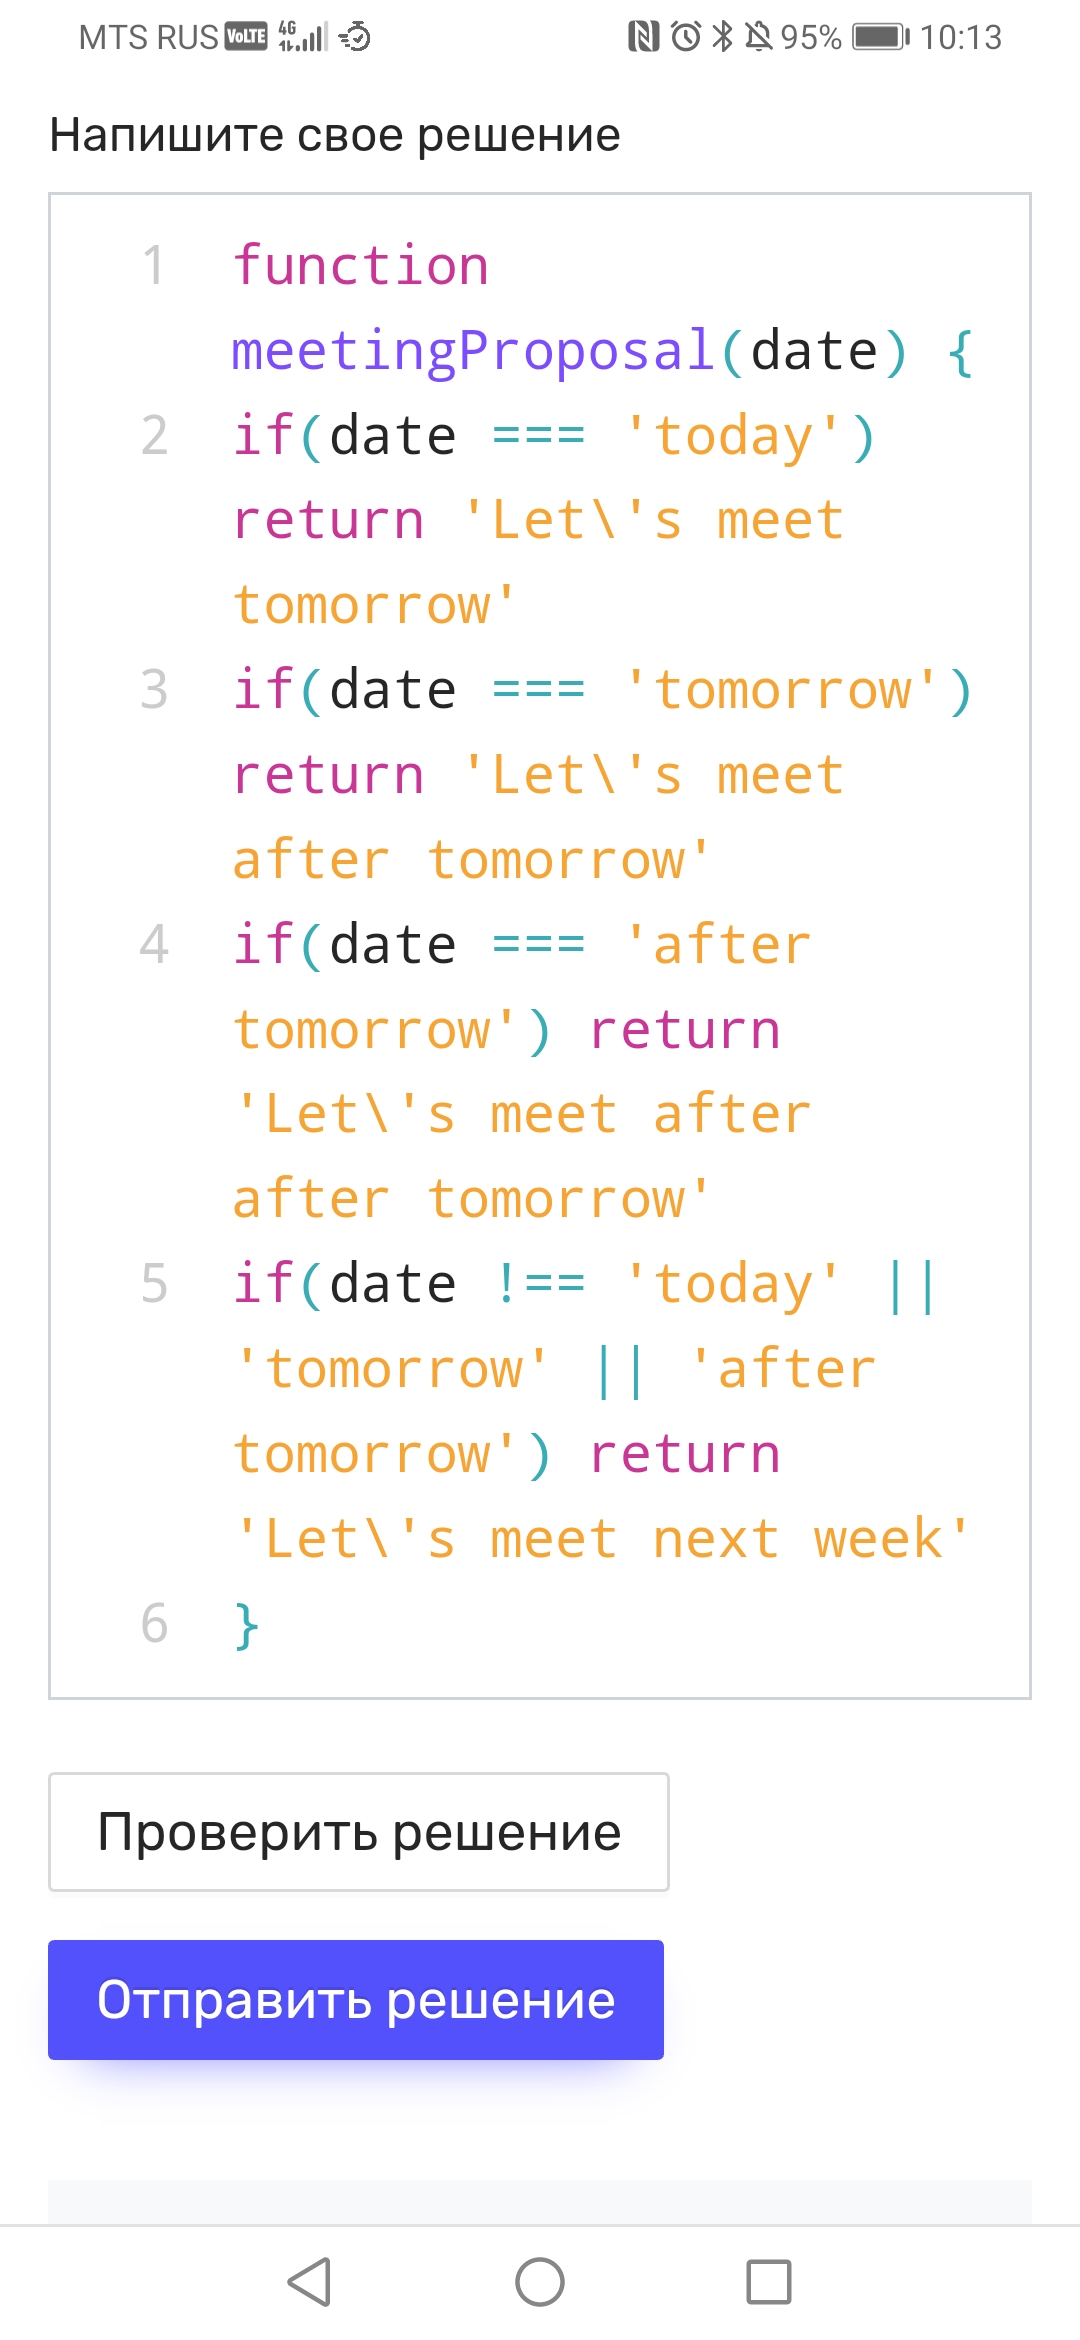 MTS RUS VoLTE 4G 95% 10:13
Напишите свое решение
1 function
meetingProposal(date) {
2 if(date === 'today')
return 'Let\'s meet
tomorrow'
3 if(date === 'tomorrow')
return 'Let\'s meet
after tomorrow'
4 if(date === 'after
tomorrow') return
'Let\'s meet after
after tomorrow'
5 if(date !== 'today' ||
'tomorrow' || 'after
tomorrow') return
'Let\'s meet next week'
6 }
Проверить решение
Отправить решение